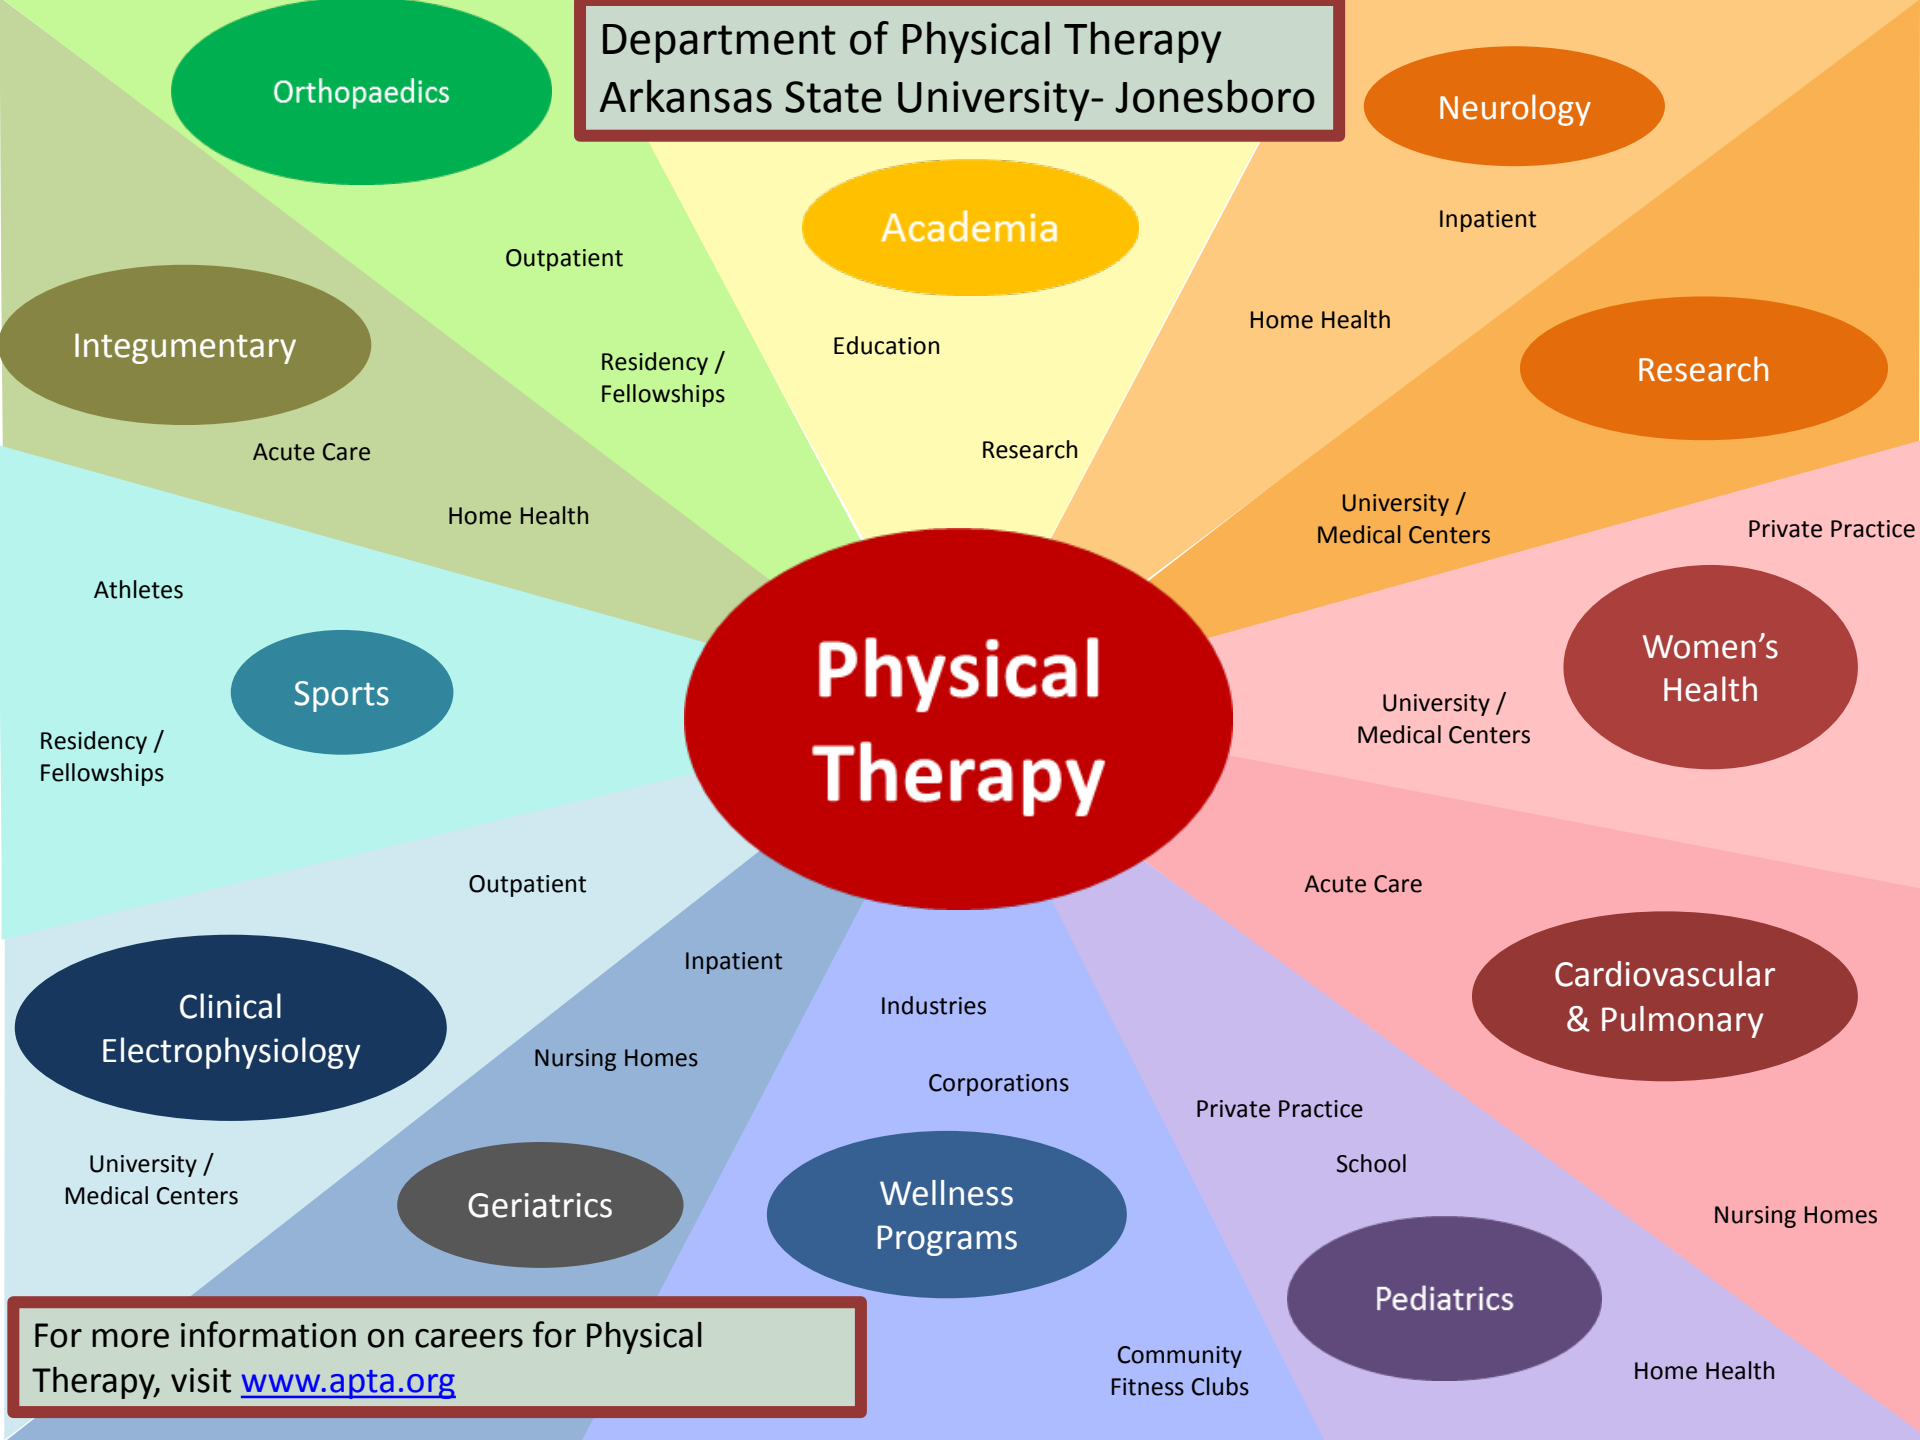 Department of Physical Therapy
Arkansas State University- Jonesboro
Orthopaedics
Outpatient
Residency /
Fellowships
Academia
Education
Research
Neurology
Inpatient
Home Health
Research
University /
Medical Centers
Integumentary
Acute Care
Home Health
Private Practice
Women’s
Health
University /
Medical Centers
Athletes
Sports
Residency /
Fellowships
Physical
Therapy
Outpatient
Clinical
Electrophysiology
University /
Medical Centers
Inpatient
Nursing Homes
Geriatrics
Industries
Corporations
Wellness
Programs
Community
Fitness Clubs
Private Practice
School
Pediatrics
Home Health
Acute Care
Cardiovascular
& Pulmonary
Nursing Homes
For more information on careers for Physical
Therapy, visit www.apta.org